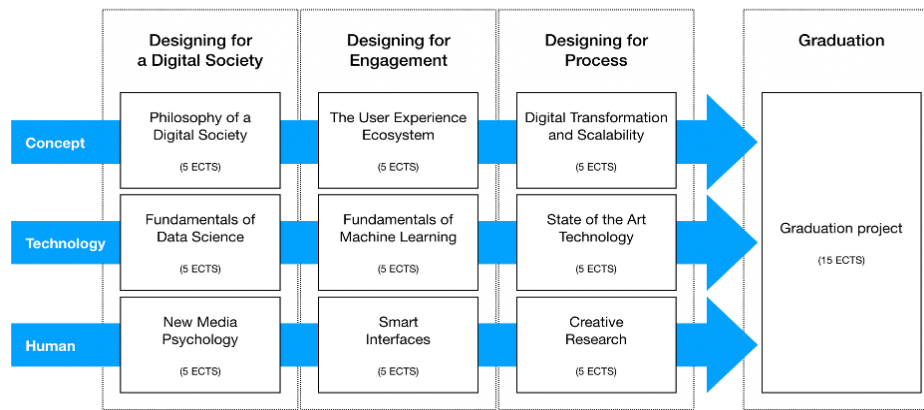 Designing for
a Digital Society
Designing for
Engagement
Designing for
Process
Graduation
Concept
Philosophy of a
Digital Society
(5 ECTS)
The User Experience
Ecosystem
(5 ECTS)
Digital Transformation
and Scalability
(5 ECTS)
Technology
Fundamentals of
Data Science
(5 ECTS)
Fundamentals of
Machine Learning
(5 ECTS)
State of the Art
Technology
(5 ECTS)
Graduation project
(15 ECTS)
Human
New Media
Psychology
(5 ECTS)
Smart
Interfaces
(5 ECTS)
Creative
Research
(5 ECTS)